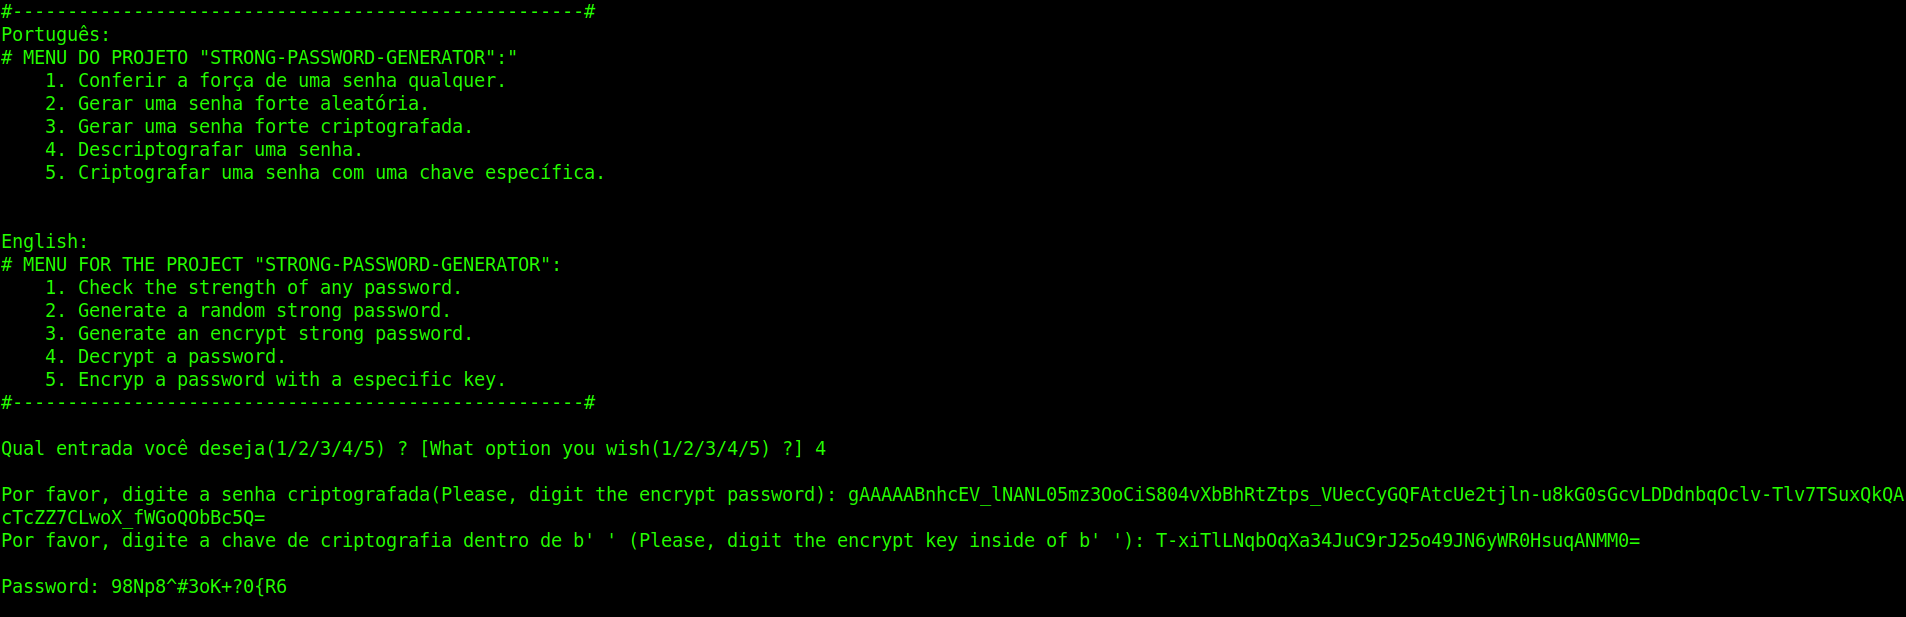 #----------------------------------------------------#
Português:
# MENU DO PROJETO "STRONG-PASSWORD-GENERATOR":"
    1. Conferir a força de uma senha qualquer.
    2. Gerar uma senha forte aleatória.
    3. Gerar uma senha forte criptografada.
    4. Descriptografar uma senha.
    5. Criptografar uma senha com uma chave específica.
English:
# MENU FOR THE PROJECT "STRONG-PASSWORD-GENERATOR":
    1. Check the strength of any password.
    2. Generate a random strong password.
    3. Generate an encrypt strong password.
    4. Decrypt a password.
    5. Encryp a password with a especific key.
#----------------------------------------------------#
Qual entrada você deseja(1/2/3/4/5) ? [What option you wish(1/2/3/4/5) ?] 4
Por favor, digite a senha criptografada(Please, digit the encrypt password): gAAAAABnhcEV_lNANL05mz3OoCiS804vXbBhRtZtps_VUecCyGQFAtcUe2tjln-u8kG0sGcvLDDdnbqOclv-Tlv7TSuxQkQA
cTcZZ7CLwoX_fWGoQObBc5Q=
Por favor, digite a chave de criptografia dentro de b' ' (Please, digit the encrypt key inside of b' '): T-xiTlLNqbOqXa34JuC9rJ25o49JN6yWR0HsuqANMM0=
Password: 98Np8^#3oK+?0{R6